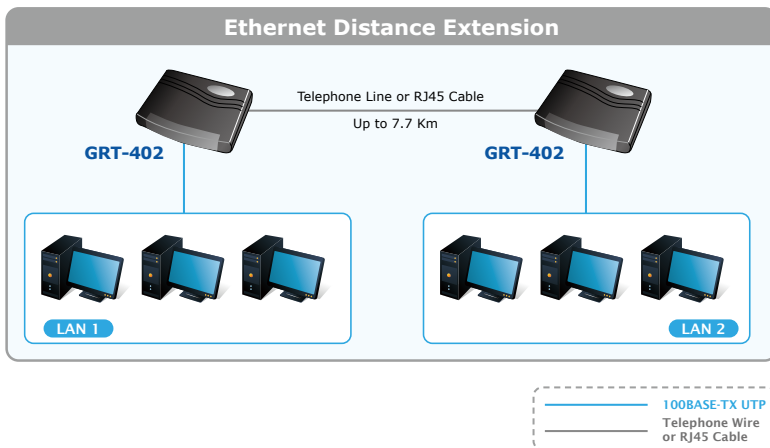 Ethernet Distance Extension
Telephone Line or RJ45 Cable
Up to 7.7 Km
GRT-402
GRT-402
LAN 1
LAN 2
100BASE-TX UTP
Telephone Wire
or RJ45 Cable